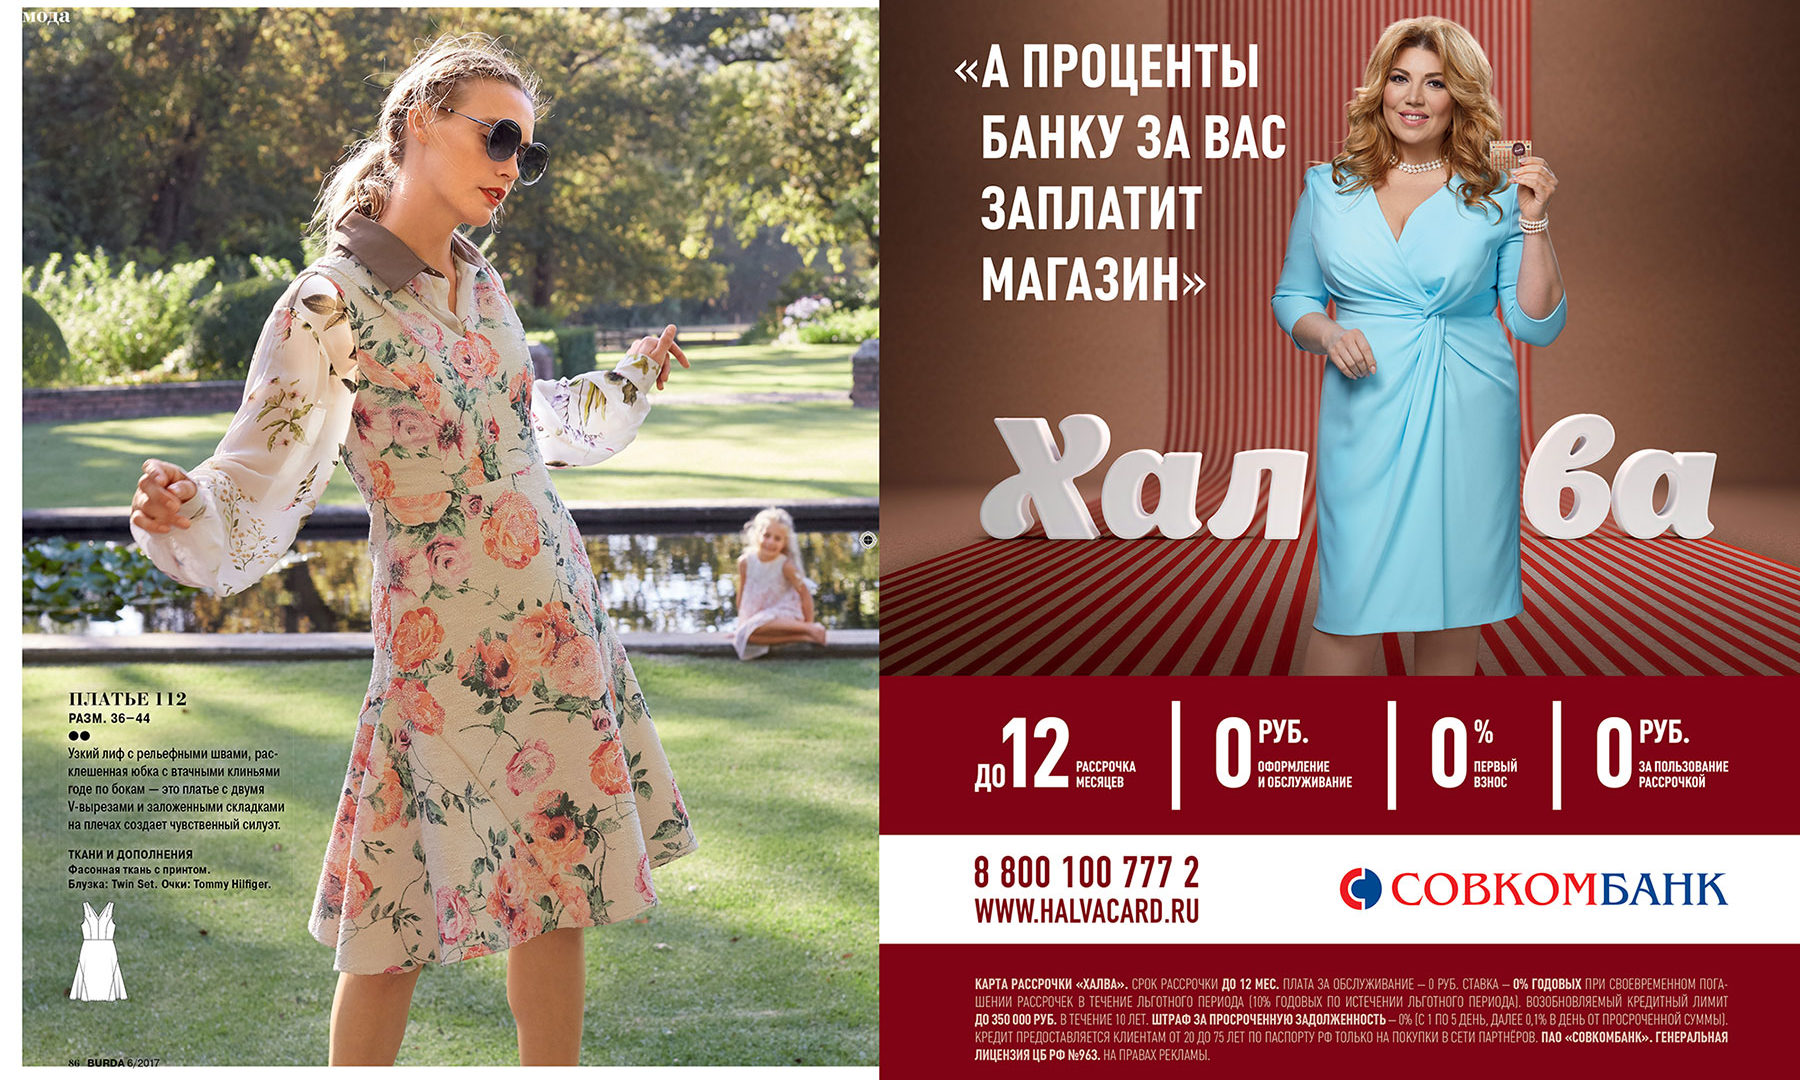 мода
ПЛАТЬЕ 112
РАЗМ. 36–44
Узкий лиф с рельефными швами, рас-
клешенная юбка с втачными клиньями
годе по бокам — это платье с двумя
V-вырезами и заложенными складками
на плечах создает чувственный силуэт.
ТКАНИ И ДОПОЛНЕНИЯ
Фасонная ткань с принтом.
Блузка: Twin Set. Очки: Tommy Hilfiger.
86 BURDA 6/2017
«А ПРОЦЕНТЫ
БАНКУ ЗА ВАС
ЗАПЛАТИТ
МАГАЗИН»
Халва
ДО 12 РАССРОЧКА МЕСЯЦЕВ
0 РУБ. ОФОРМЛЕНИЕ И ОБСЛУЖИВАНИЕ
0 % ПЕРВЫЙ ВЗНОС
0 РУБ. ЗА ПОЛЬЗОВАНИЕ РАССРОЧКОЙ
8 800 100 777 2
WWW.HALVACARD.RU
СОВКОМБАНК
КАРТА РАССРОЧКИ «ХАЛВА». СРОК РАССРОЧКИ ДО 12 МЕС. ПЛАТА ЗА ОБСЛУЖИВАНИЕ – 0 РУБ. СТАВКА – 0% ГОДОВЫХ ПРИ СВОЕВРЕМЕННОМ ПОГА-
ШЕНИИ РАССРОЧЕК В ТЕЧЕНИЕ ЛЬГОТНОГО ПЕРИОДА (10% ГОДОВЫХ ПО ИСТЕЧЕНИИ ЛЬГОТНОГО ПЕРИОДА). ВОЗОБНОВЛЯЕМЫЙ КРЕДИТНЫЙ ЛИМИТ
ДО 350 000 РУБ. В ТЕЧЕНИЕ 10 ЛЕТ. ШТРАФ ЗА ПРОСРОЧЕННУЮ ЗАДОЛЖЕННОСТЬ – 0% (С 1 ПО 5 ДЕНЬ, ДАЛЕЕ 0,1% В ДЕНЬ ОТ ПРОСРОЧЕННОЙ СУММЫ).
КРЕДИТ ПРЕДОСТАВЛЯЕТСЯ КЛИЕНТАМ ОТ 20 ДО 75 ЛЕТ ПО ПАСПОРТУ РФ ТОЛЬКО НА ПОКУПКИ В СЕТИ ПАРТНЁРОВ. ПАО «СОВКОМБАНК». ГЕНЕРАЛЬНАЯ
ЛИЦЕНЗИЯ ЦБ РФ №963. НА ПРАВАХ РЕКЛАМЫ.